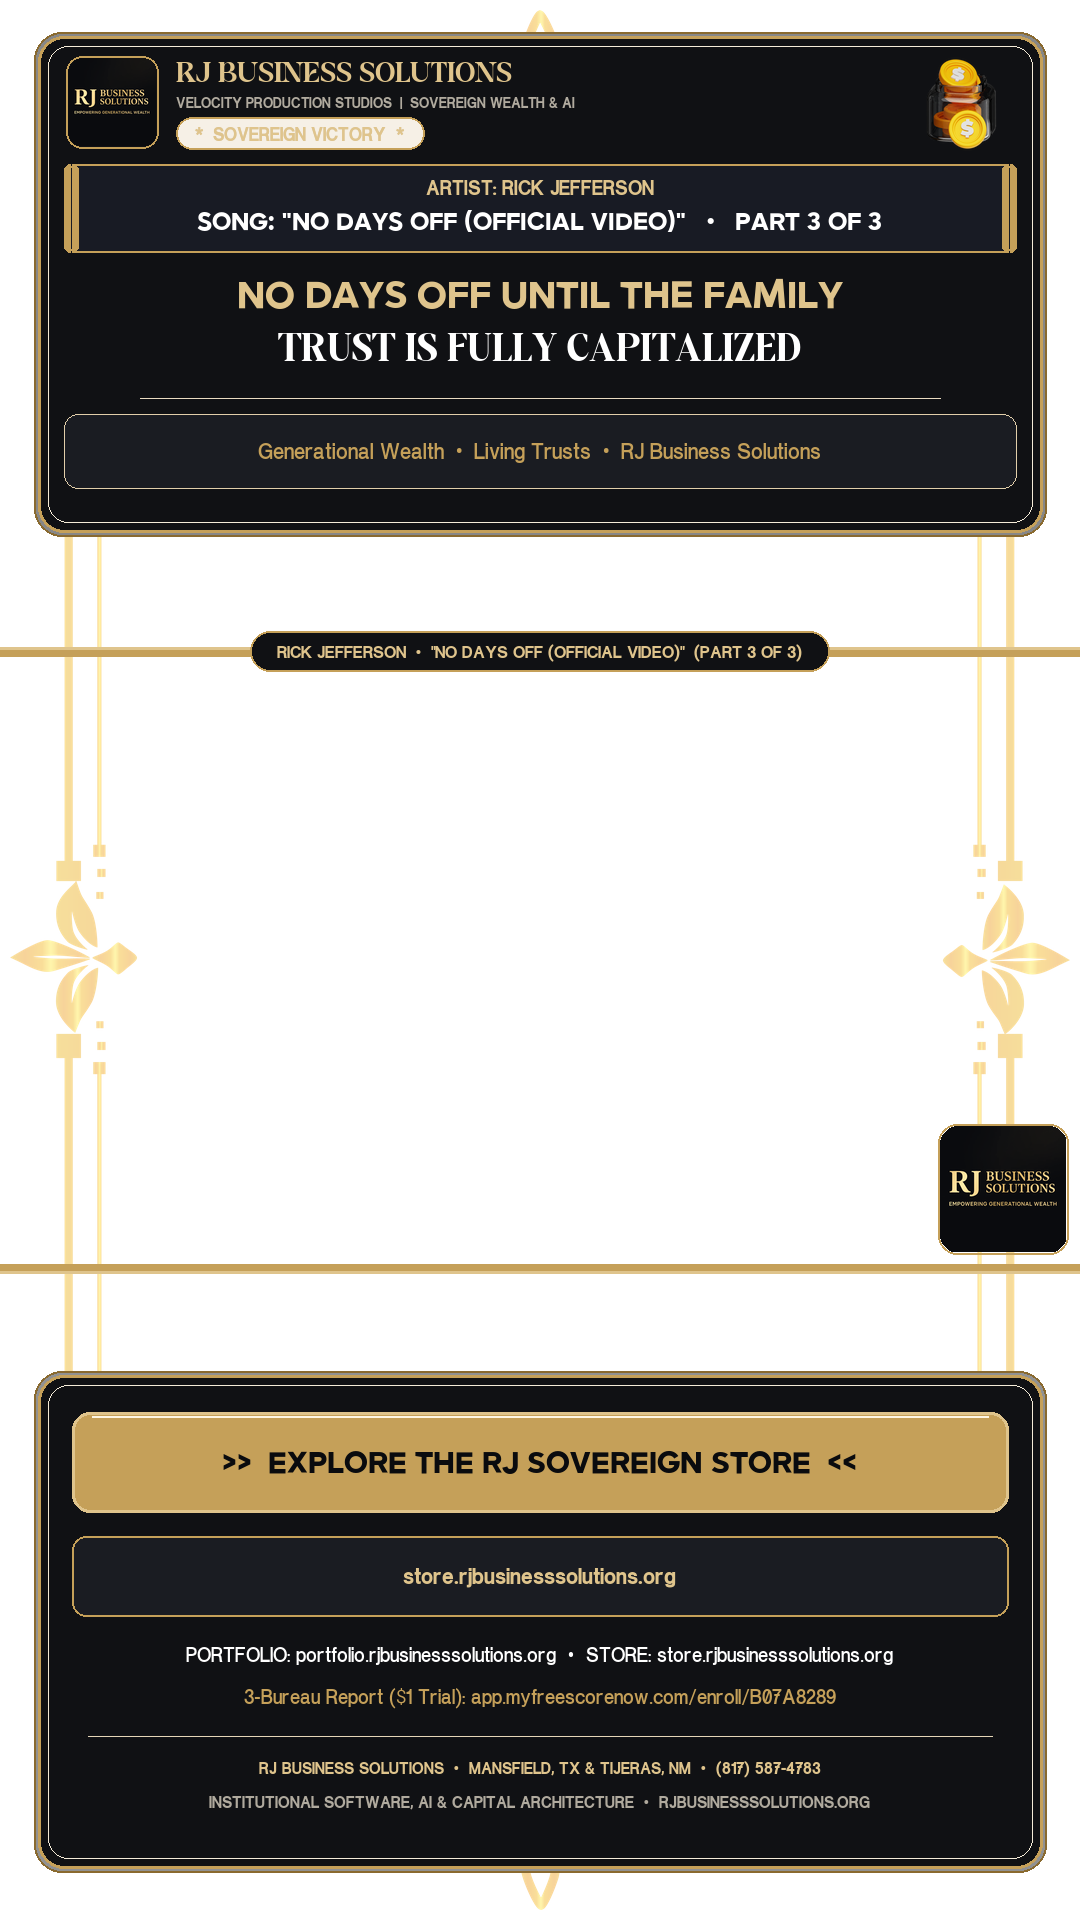 RJ BUSINESS SOLUTIONS
EMPOWERING GENERATIONAL WEALTH
RJ BUSINESS SOLUTIONS
VELOCITY PRODUCTION STUDIOS | SOVEREIGN WEALTH & AI
* SOVEREIGN VICTORY *
ARTIST: RICK JEFFERSON
SONG: "NO DAYS OFF (OFFICIAL VIDEO)" • PART 3 OF 3
NO DAYS OFF UNTIL THE FAMILY
TRUST IS FULLY CAPITALIZED
Generational Wealth • Living Trusts • RJ Business Solutions
RICK JEFFERSON • "NO DAYS OFF (OFFICIAL VIDEO)" (PART 3 OF 3)
RJ BUSINESS SOLUTIONS
EMPOWERING GENERATIONAL WEALTH
>> EXPLORE THE RJ SOVEREIGN STORE <<
store.rjbusinesssolutions.org
PORTFOLIO: portfolio.rjbusinesssolutions.org • STORE: store.rjbusinesssolutions.org
3-Bureau Report ($1 Trial): app.myfreescorenow.com/enroll/B07A8289
RJ BUSINESS SOLUTIONS • MANSFIELD, TX & TIJERAS, NM • (817) 587-4783
INSTITUTIONAL SOFTWARE, AI & CAPITAL ARCHITECTURE • RJBUSINESSSOLUTIONS.ORG